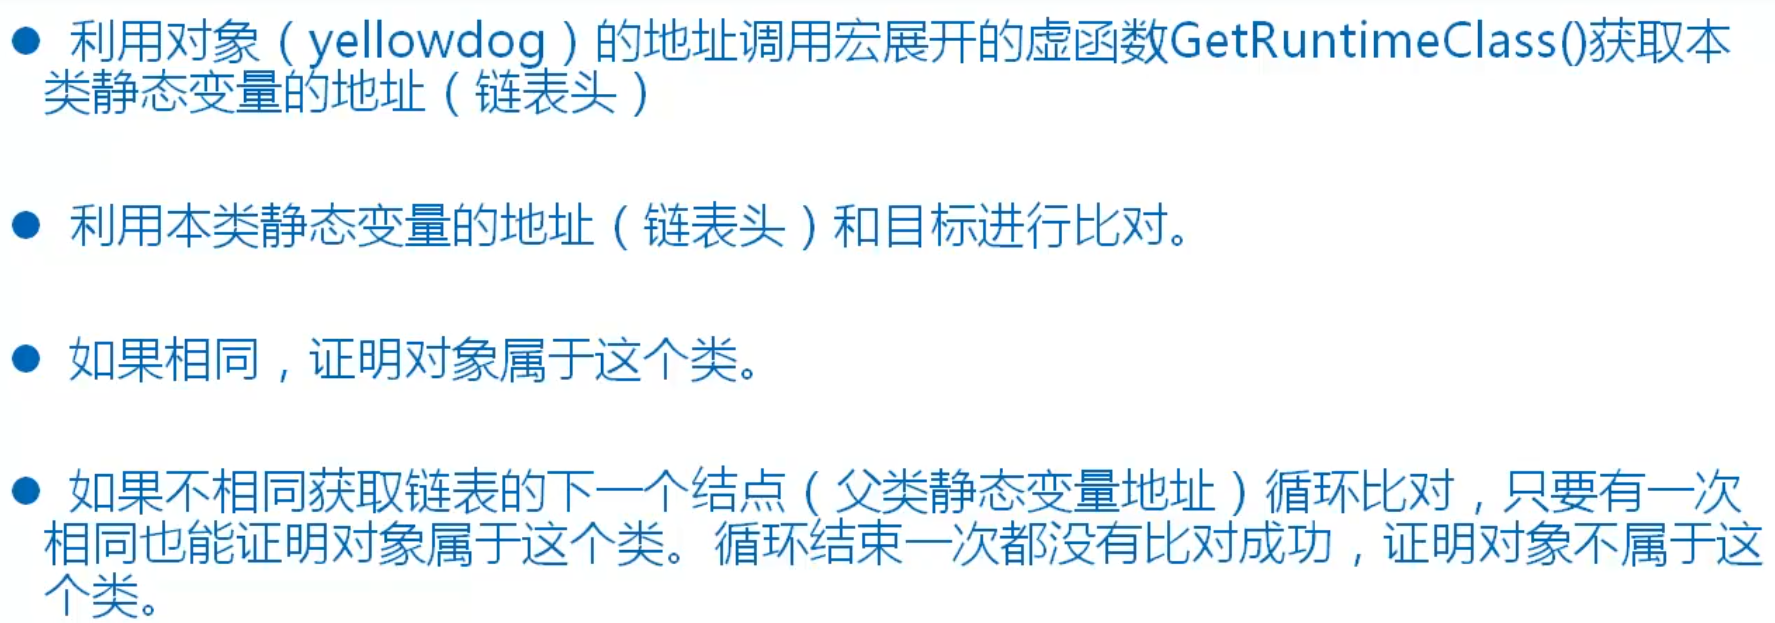 ● 利用对象（yellowdog）的地址调用宏展开的虚函数GetRuntimeClass()获取本
类静态变量的地址（链表头）
● 利用本类静态变量的地址（链表头）和目标进行比对。
● 如果相同，证明对象属于这个类。
● 如果不相同获取链表的下一个结点（父类静态变量地址）循环比对，只要有一次
相同也能证明对象属于这个类。循环结束一次都没有比对成功，证明对象不属于这
个类。